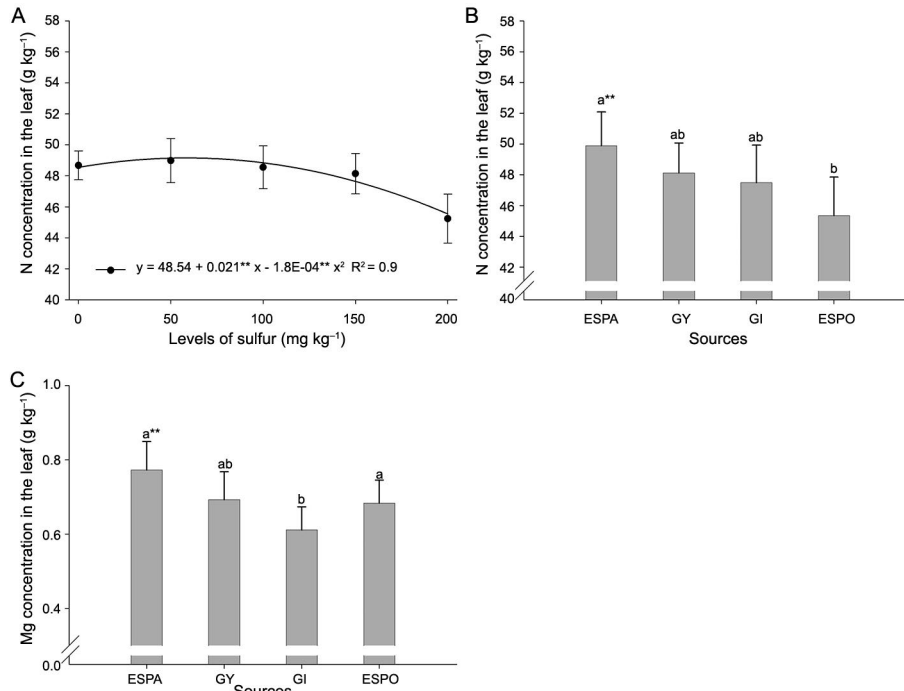 A
N concentration in the leaf (g kg⁻¹)
58
56
54
52
50
48
46
44
42
40
y = 48.54 + 0.021** x - 1.8E-04** x² R² = 0.9
0 50 100 150 200
Levels of sulfur (mg kg⁻¹)
B
N concentration in the leaf (g kg⁻¹)
58
56
54
52
50
48
46
44
42
40
a** ab ab b
ESPA GY GI ESPO
Sources
C
Mg concentration in the leaf (g kg⁻¹)
1.0
0.8
0.6
0.4
0.0
a** ab b a
ESPA GY GI ESPO
Sources